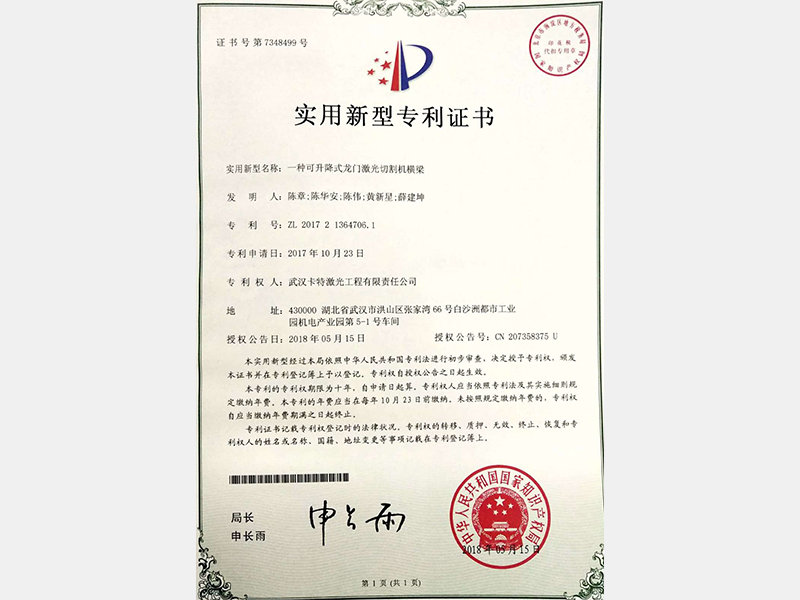 证书号第7348499号
实用新型专利证书
实用新型名称：一种可升降式龙门激光切割机横梁
发 明 人：陈章;陈华安;陈伟;黄新星;薛建坤
专 利 号：ZL 2017 2 1364706.1
专利申请日：2017年10月23日
专 利 权 人：武汉卡特激光工程有限责任公司
地 址：430000 湖北省武汉市洪山区张家湾66号白沙洲都市工业
园机电产业园第5-1号车间
授权公告日：2018年05月15日 授权公告号：CN 207358375 U
本实用新型经过本局依照中华人民共和国专利法进行初步审查，决定授予专利权，颁发
本证书并在专利登记簿上予以登记。专利权自授权公告之日起生效。
本专利的专利权期限为十年，自申请日起算。专利权人应当依照专利法及其实施细则规
定缴纳年费。本专利的年费应当在每年10月23日前缴纳。未按照规定缴纳年费的，专利权
自应当缴纳年费期满之日起终止。
专利证书记载专利权登记时的法律状况。专利权的转移、质押、无效、终止、恢复和专
利权人的姓名或名称、国籍、地址变更等事项记载在专利登记簿上。
局长
申长雨
申长雨
中华人民共和国国家知识产权局
2018年05月15日
第1页(共1页)